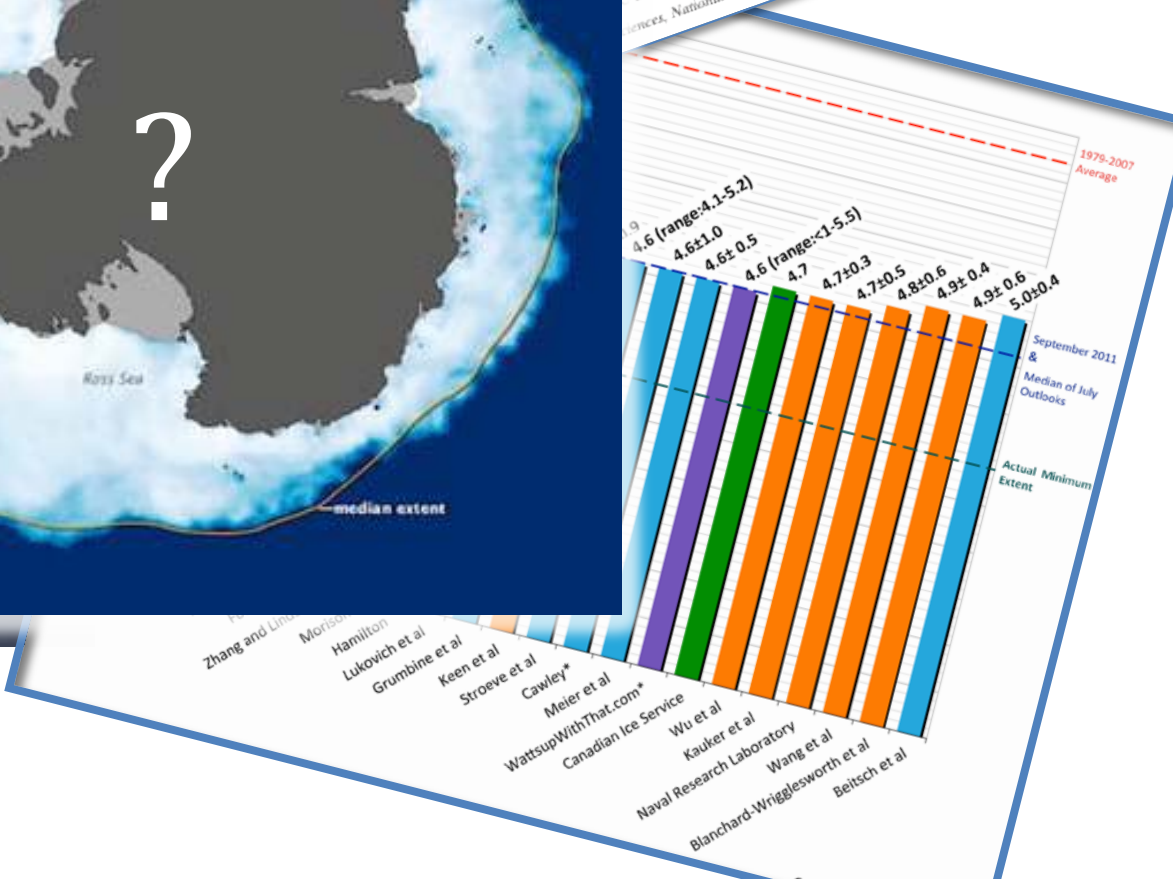 ences, Nation
?
1979-2007
Average
4.6 (range:4.1-5.2)
4.6±1.0
4.6± 0.5
4.6 (range:<1-5.5)
4.7
4.7±0.3
4.7±0.5
4.8±0.6
4.9± 0.4
4.9± 0.6
5.0±0.4
September 2011
&
Median of July
Outlooks
Ross Sea
Actual Minimum
Extent
median extent
Zhang and
Hamilton
Lukovich et al
Grumbine et al
Keen et al
Stroeve et al
Cawley*
Meier et al
WattsupWithThat.com*
Canadian Ice Service
Wu et al
Kauker et al
Naval Research Laboratory
Wang et al
Blanchard-Wrigglesworth et al
Beitsch et al